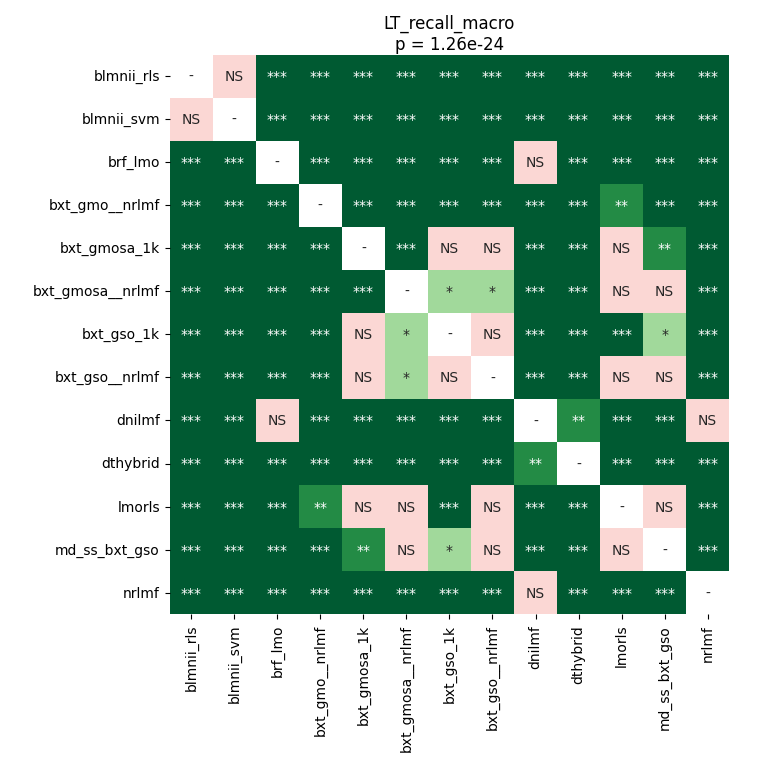 LT_recall_macro
p = 1.26e-24
blmnii_rls - NS *** *** *** *** *** *** *** *** *** *** ***
blmnii_svm NS - *** *** *** *** *** *** *** *** *** *** ***
brf_lmo *** *** - *** *** *** *** *** NS *** *** *** ***
bxt_gmo__nrlmf *** *** *** - *** *** *** *** *** *** ** *** ***
bxt_gmosa_1k *** *** *** *** - *** NS NS *** *** NS ** ***
bxt_gmosa__nrlmf *** *** *** *** *** - * * *** *** NS NS ***
bxt_gso_1k *** *** *** *** NS * - NS *** *** *** * ***
bxt_gso__nrlmf *** *** *** *** NS * NS - *** *** NS NS ***
dnilmf *** *** NS *** *** *** *** *** - ** *** *** NS
dthybrid *** *** *** *** *** *** *** *** ** - *** *** ***
lmorls *** *** *** ** NS NS *** NS *** *** - NS ***
md_ss_bxt_gso *** *** *** *** ** NS * NS *** *** NS - ***
nrlmf *** *** *** *** *** *** *** *** NS *** *** *** -
blmnii_rls
blmnii_svm
brf_lmo
bxt_gmo__nrlmf
bxt_gmosa_1k
bxt_gmosa__nrlmf
bxt_gso_1k
bxt_gso__nrlmf
dnilmf
dthybrid
lmorls
md_ss_bxt_gso
nrlmf